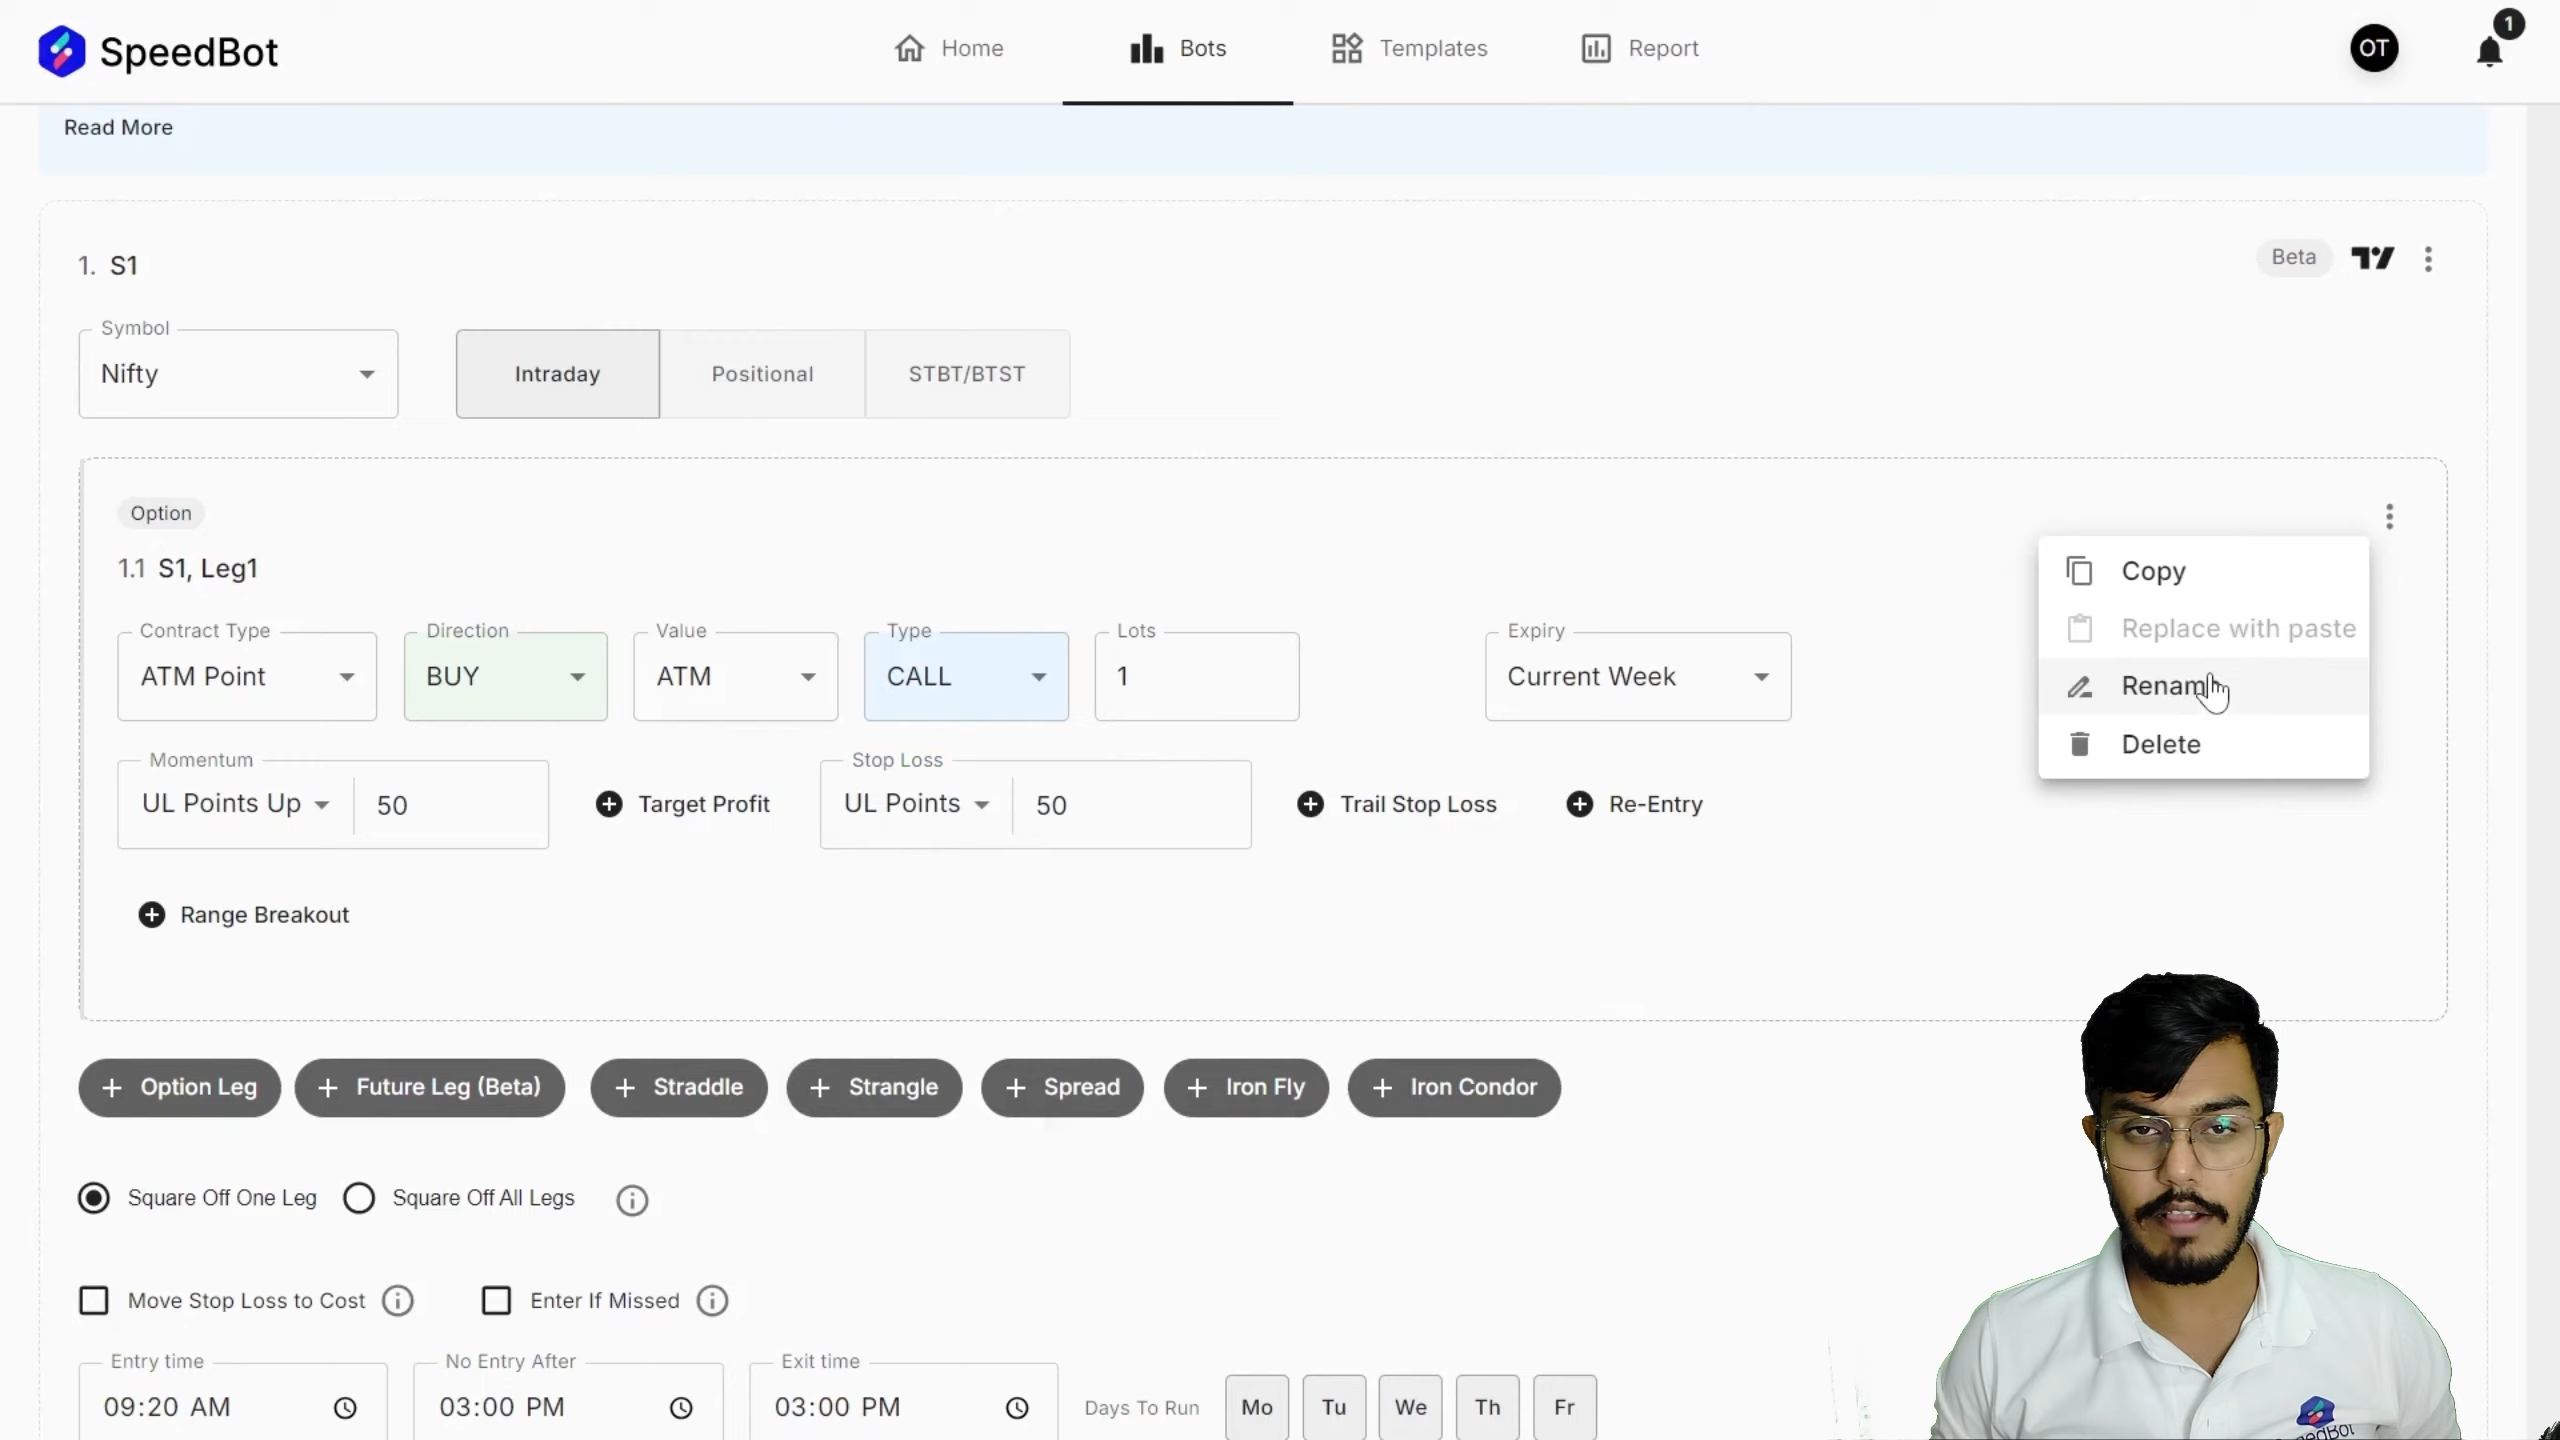 SpeedBot
Home
Bots
Templates
Report
OT
1
Read More
1. S1
Beta
Symbol
Nifty
Intraday
Positional
STBT/BTST
Option
1.1 S1, Leg1
Copy
Replace with paste
Rename
Delete
Contract Type
ATM Point
Direction
BUY
Value
ATM
Type
CALL
Lots
1
Expiry
Current Week
Momentum
UL Points Up
50
Target Profit
Stop Loss
UL Points
50
Trail Stop Loss
Re-Entry
Range Breakout
+ Option Leg
+ Future Leg (Beta)
+ Straddle
+ Strangle
+ Spread
+ Iron Fly
+ Iron Condor
Square Off One Leg
Square Off All Legs
Move Stop Loss to Cost
Enter If Missed
Entry time
09:20 AM
No Entry After
03:00 PM
Exit time
03:00 PM
Days To Run
Mo
Tu
We
Th
Fr